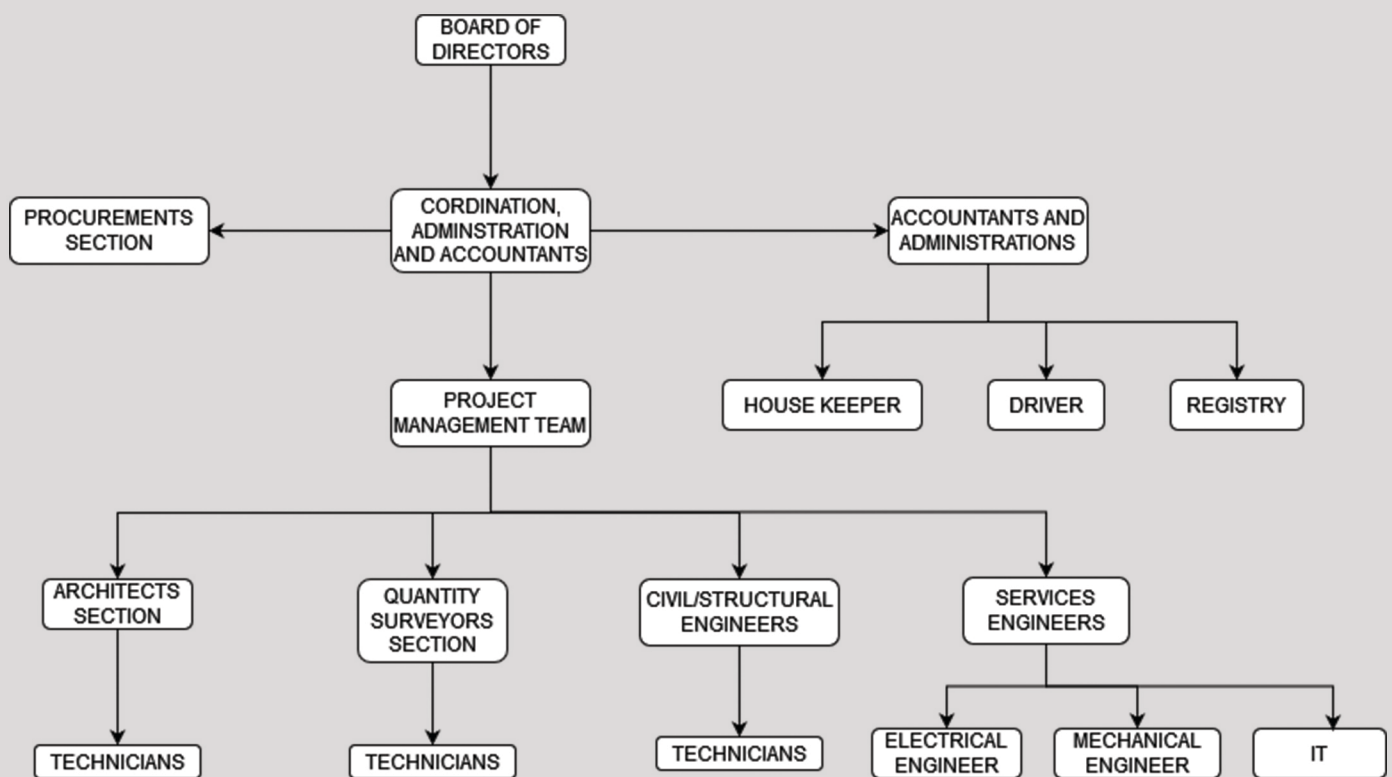 BOARD OF
DIRECTORS
PROCUREMENTS
SECTION
CORDINATION,
ADMINSTRATION
AND ACCOUNTANTS
ACCOUNTANTS AND
ADMINISTRATIONS
PROJECT
MANAGEMENT TEAM
HOUSE KEEPER
DRIVER
REGISTRY
ARCHITECTS
SECTION
QUANTITY
SURVEYORS
SECTION
CIVIL/STRUCTURAL
ENGINEERS
SERVICES
ENGINEERS
TECHNICIANS
TECHNICIANS
TECHNICIANS
ELECTRICAL
ENGINEER
MECHANICAL
ENGINEER
IT